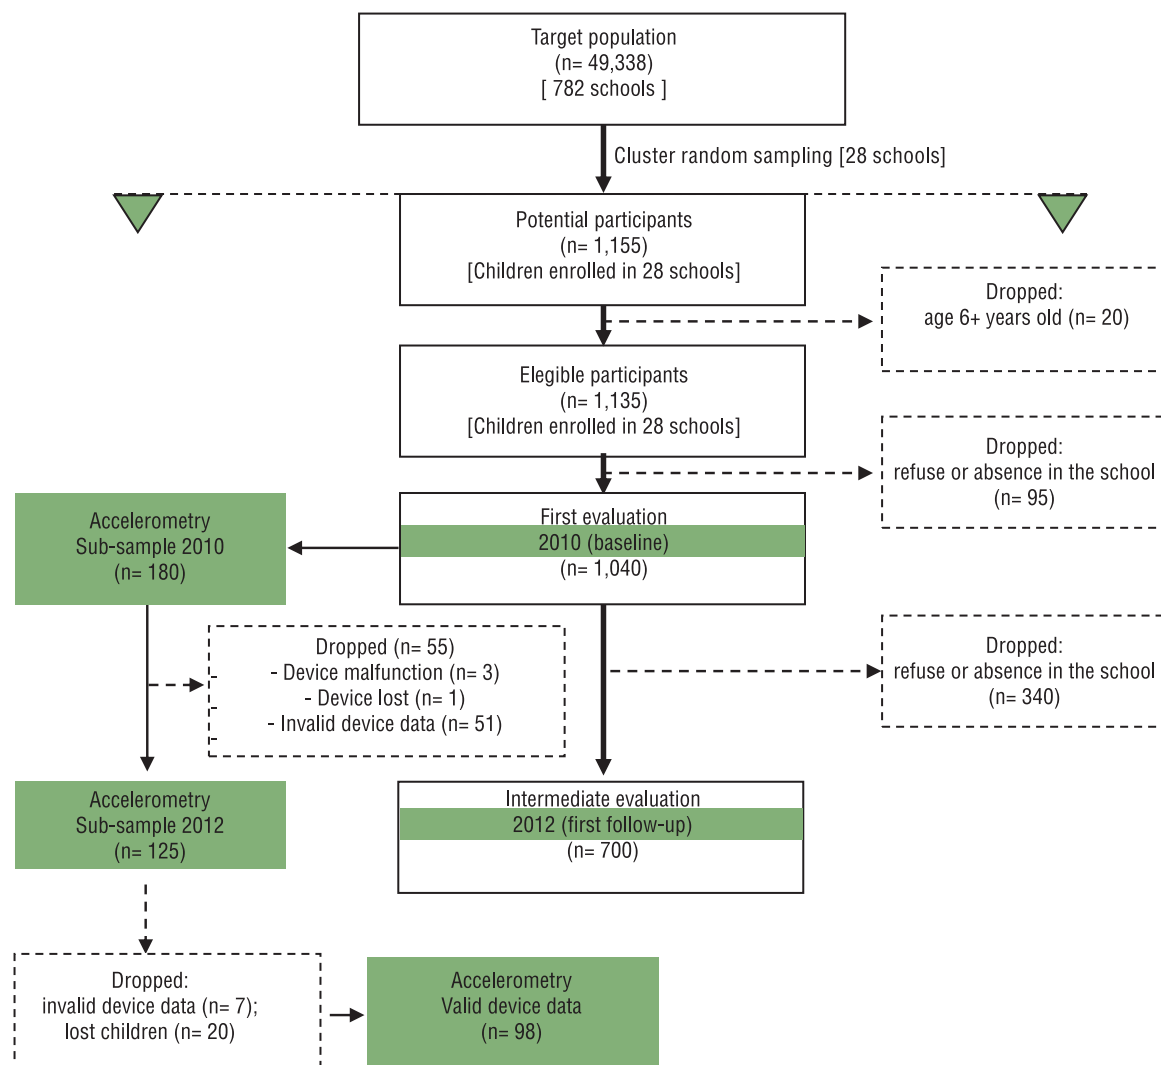 Target population
(n= 49,338)
[ 782 schools ]
Cluster random sampling [28 schools]
Potential participants
(n= 1,155)
[Children enrolled in 28 schools]
Dropped:
age 6+ years old (n= 20)
Elegible participants
(n= 1,135)
[Children enrolled in 28 schools]
Dropped:
refuse or absence in the school
(n= 95)
First evaluation
2010 (baseline)
(n= 1,040)
Accelerometry
Sub-sample 2010
(n= 180)
Dropped (n= 55)
- Device malfunction (n= 3)
- Device lost (n= 1)
- Invalid device data (n= 51)
Dropped:
refuse or absence in the school
(n= 340)
Accelerometry
Sub-sample 2012
(n= 125)
Intermediate evaluation
2012 (first follow-up)
(n= 700)
Dropped:
invalid device data (n= 7);
lost children (n= 20)
Accelerometry
Valid device data
(n= 98)